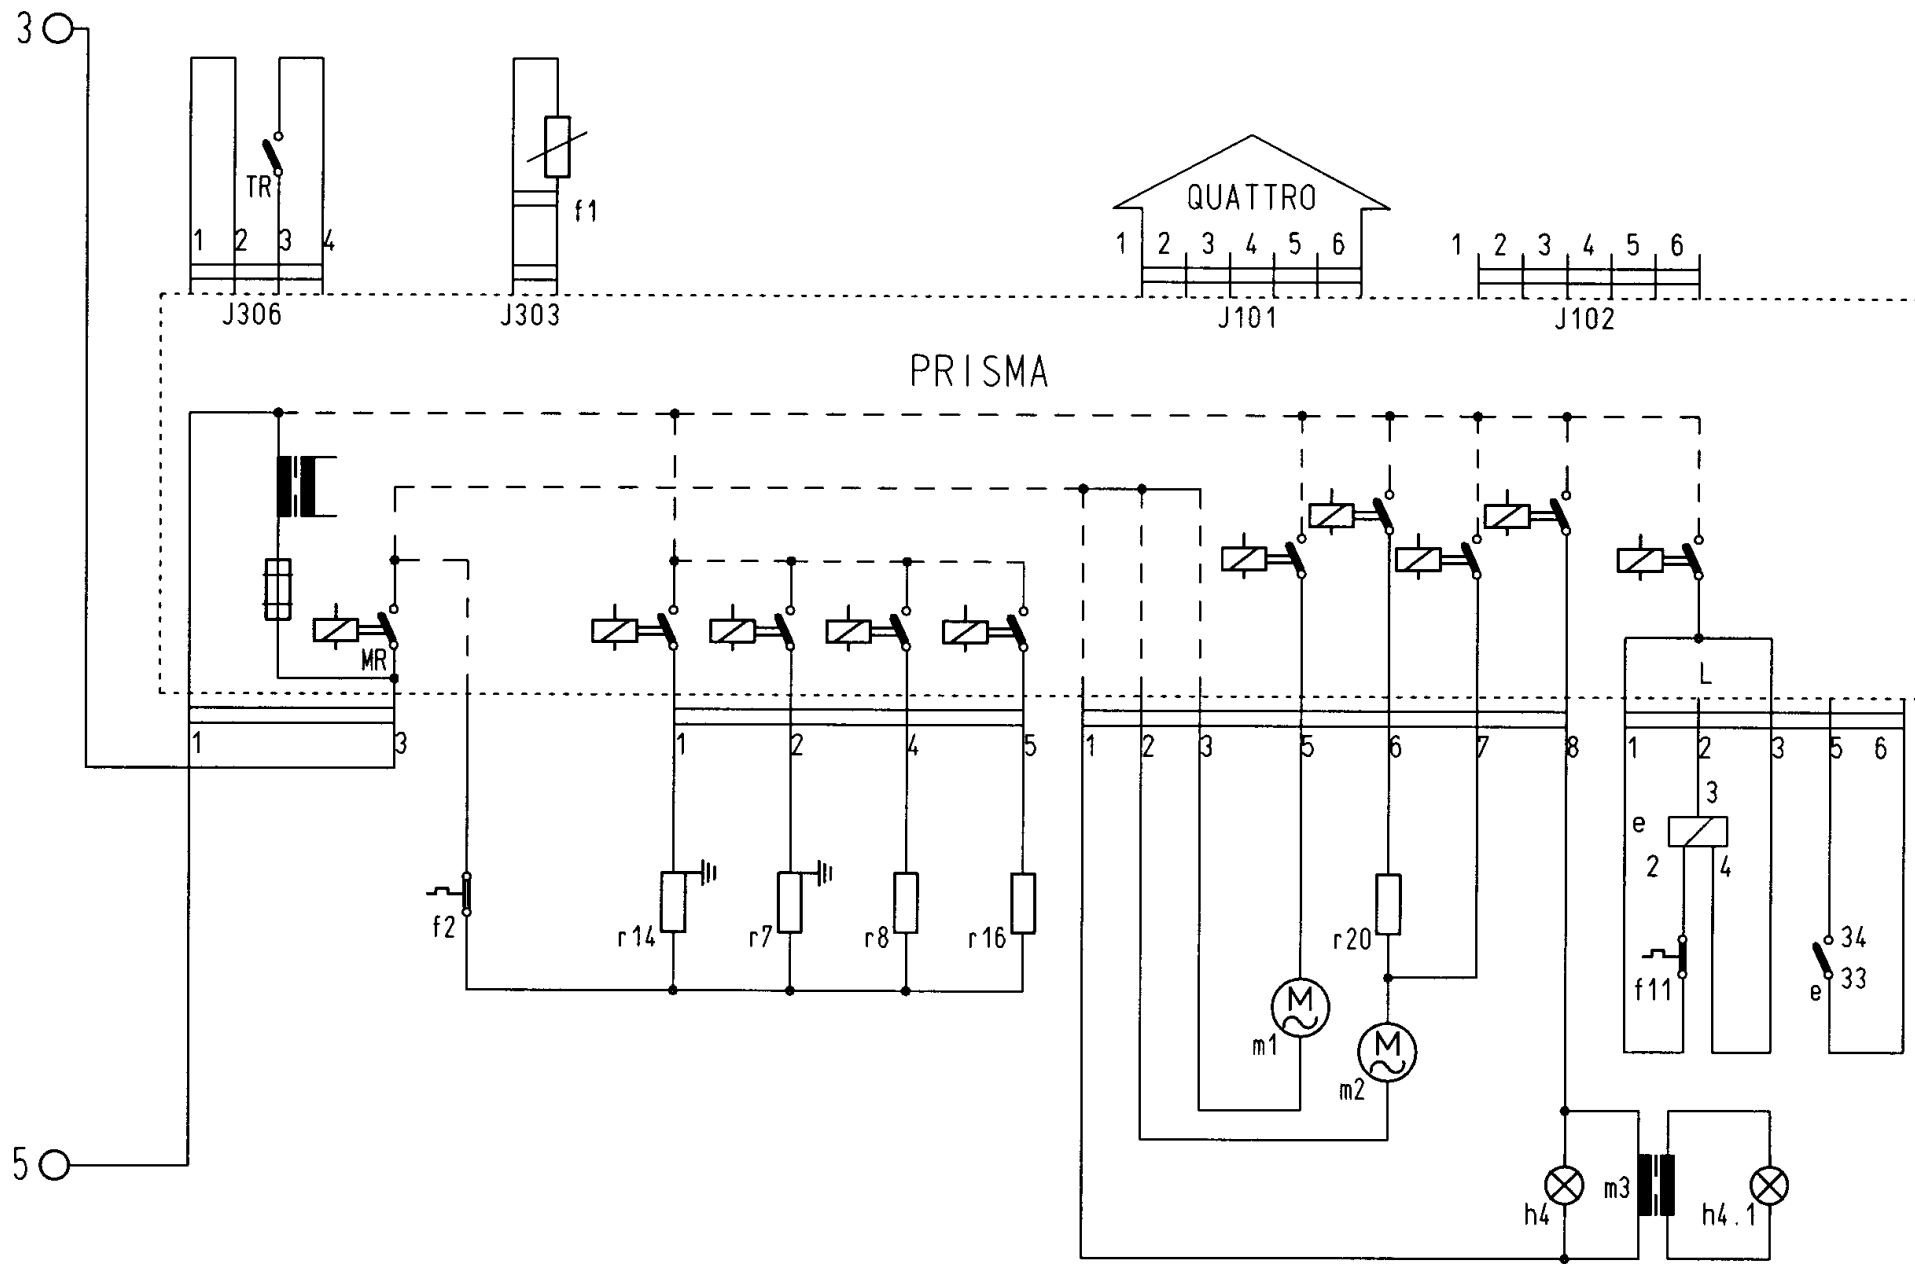 3
TR
f1
1 2 3 4
QUATTRO
1 2 3 4 5 6
1 2 3 4 5 6
J306
J303
J101
J102
PRISMA
MR
L
1 3
1 2 4 5
1 2 3 5 6 7 8
1 2 3 5 6
3
e
2 4
f2
r14
r7
r8
r16
r20
34
33
e
f11
M
m1
M
m2
5
h4
m3
h4.1